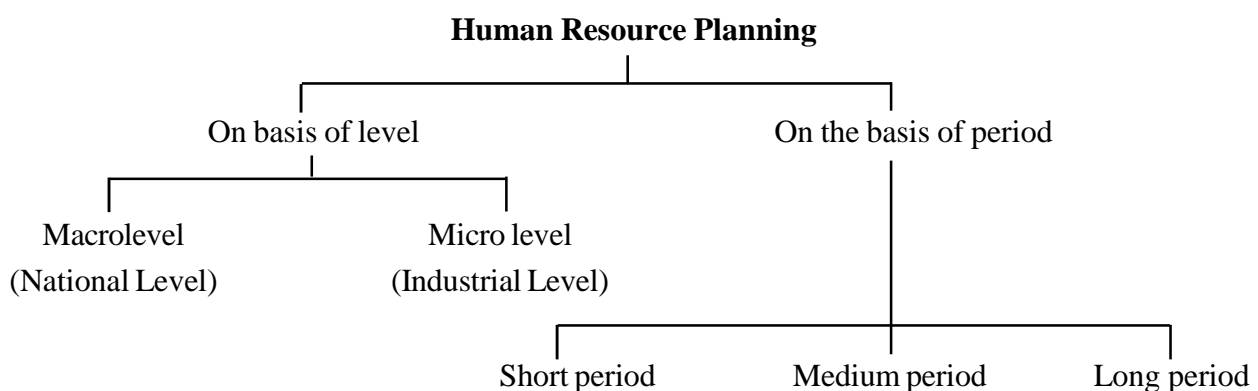 Human Resource Planning
On basis of level
On the basis of period
Macrolevel
(National Level)
Micro level
(Industrial Level)
Short period
Medium period
Long period